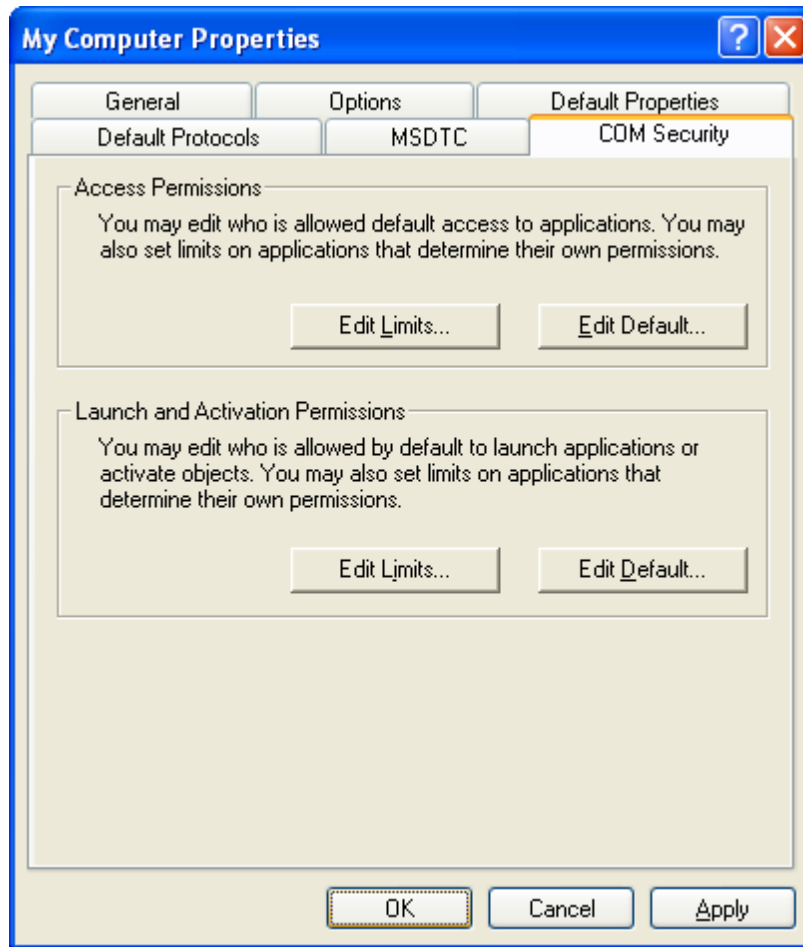 My Computer Properties
General Options Default Properties
Default Protocols MSDTC COM Security
Access Permissions
You may edit who is allowed default access to applications. You may
also set limits on applications that determine their own permissions.
Edit Limits... Edit Default...
Launch and Activation Permissions
You may edit who is allowed by default to launch applications or
activate objects. You may also set limits on applications that
determine their own permissions.
Edit Limits... Edit Default...
OK Cancel Apply